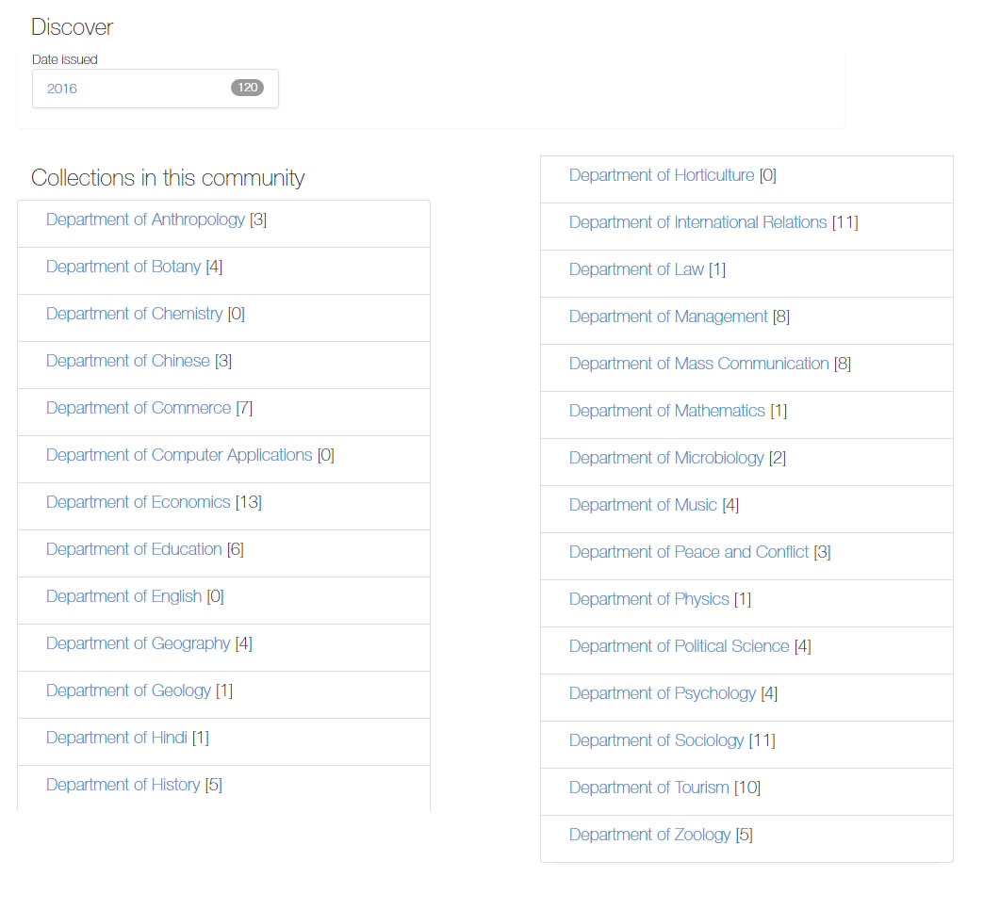 Discover
Date issued
2016 120
Collections in this community
Department of Anthropology [3]
Department of Botany [4]
Department of Chemistry [0]
Department of Chinese [3]
Department of Commerce [7]
Department of Computer Applications [0]
Department of Economics [13]
Department of Education [6]
Department of English [0]
Department of Geography [4]
Department of Geology [1]
Department of Hindi [1]
Department of History [5]
Department of Horticulture [0]
Department of International Relations [11]
Department of Law [1]
Department of Management [8]
Department of Mass Communication [8]
Department of Mathematics [1]
Department of Microbiology [2]
Department of Music [4]
Department of Peace and Conflict [3]
Department of Physics [1]
Department of Political Science [4]
Department of Psychology [4]
Department of Sociology [11]
Department of Tourism [10]
Department of Zoology [5]